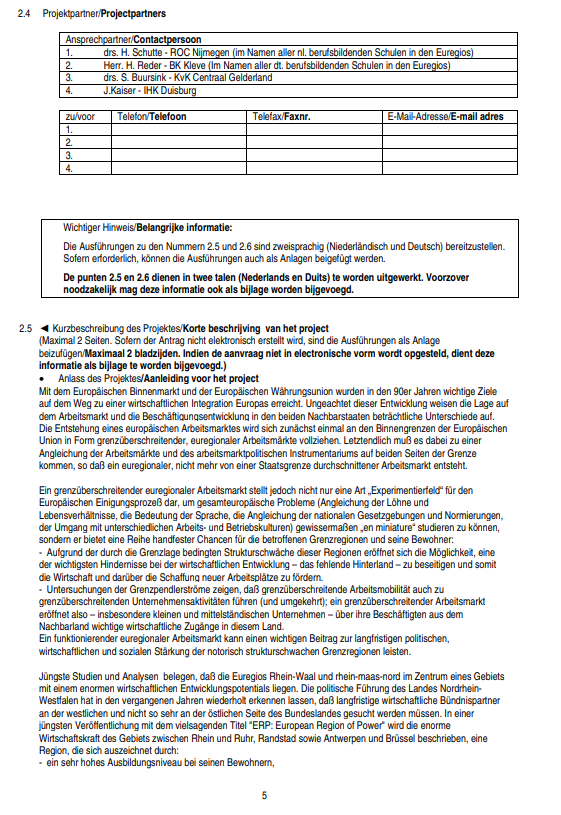 2.4 Projektpartner/Projectpartners
Ansprechpartner/Contactpersoon
1. drs. H. Schutte - ROC Nijmegen (im Namen aller nl. berufsbildenden Schulen in den Euregios)
2. Herr. H. Reder - BK Kleve (Im Namen aller dt. berufsbildenden Schulen in den Euregios)
3. drs. S. Buursink - KvK Centraal Gelderland
4. J.Kaiser - IHK Duisburg
zu/voor Telefon/Telefoon Telefax/Faxnr. E-Mail-Adresse/E-mail adres
1.
2.
3.
4.
Wichtiger Hinweis/Belangrijke informatie:
Die Ausführungen zu den Nummern 2.5 und 2.6 sind zweisprachig (Niederländisch und Deutsch) bereitzustellen.
Sofern erforderlich, können die Ausführungen auch als Anlagen beigefügt werden.
De punten 2.5 en 2.6 dienen in twee talen (Nederlands en Duits) te worden uitgewerkt. Voorzover
noodzakelijk mag deze informatie ook als bijlage worden bijgevoegd.
2.5 ◄ Kurzbeschreibung des Projektes/Korte beschrijving van het project
(Maximal 2 Seiten. Sofern der Antrag nicht elektronisch erstellt wird, sind die Ausführungen als Anlage
beizufügen/Maximaal 2 bladzijden. Indien de aanvraag niet in electronische vorm wordt opgesteld, dient deze
informatie als bijlage te worden bijgevoegd.)
• Anlass des Projektes/Aanleiding voor het project
Mit dem Europäischen Binnenmarkt und der Europäischen Währungsunion wurden in den 90er Jahren wichtige Ziele
auf dem Weg zu einer wirtschaftlichen Integration Europas erreicht. Ungeachtet dieser Entwicklung weisen die Lage auf
dem Arbeitsmarkt und die Beschäftigungsentwicklung in den beiden Nachbarstaaten beträchtliche Unterschiede auf.
Die Entstehung eines europäischen Arbeitsmarktes wird sich zunächst einmal an den Binnengrenzen der Europäischen
Union in Form grenzüberschreitender, euregionaler Arbeitsmärkte vollziehen. Letztendlich muß es dabei zu einer
Angleichung der Arbeitsmärkte und des arbeitsmarktpolitischen Instrumentariums auf beiden Seiten der Grenze
kommen, so daß ein euregionaler, nicht mehr von einer Staatsgrenze durchschnittener Arbeitsmarkt entsteht.
Ein grenzüberschreitender euregionaler Arbeitsmarkt stellt jedoch nicht nur eine Art „Experimentierfeld“ für den
Europäischen Einigungsprozeß dar, um gesamteuropäische Probleme (Angleichung der Löhne und
Lebensverhältnisse, die Bedeutung der Sprache, die Angleichung der nationalen Gesetzgebungen und Normierungen,
der Umgang mit unterschiedlichen Arbeits- und Betriebskulturen) gewissermaßen „en miniature“ studieren zu können,
sondern er bietet eine Reihe handfester Chancen für die betroffenen Grenzregionen und seine Bewohner:
- Aufgrund der durch die Grenzlage bedingten Strukturschwäche dieser Regionen eröffnet sich die Möglichkeit, eine
der wichtigsten Hindernisse bei der wirtschaftlichen Entwicklung – das fehlende Hinterland – zu beseitigen und somit
die Wirtschaft und darüber die Schaffung neuer Arbeitsplätze zu fördern.
- Untersuchungen der Grenzpendlerströme zeigen, daß grenzüberschreitende Arbeitsmobilität auch zu
grenzüberschreitenden Unternehmensaktivitäten führen (und umgekehrt); ein grenzüberschreitender Arbeitsmarkt
eröffnet also – insbesondere kleinen und mittelständischen Unternehmen – über ihre Beschäftigten aus dem
Nachbarland wichtige wirtschaftliche Zugänge in diesem Land.
Ein funktionierender euregionaler Arbeitsmarkt kann einen wichtigen Beitrag zur langfristigen politischen,
wirtschaftlichen und sozialen Stärkung der notorisch strukturschwachen Grenzregionen leisten.
Jüngste Studien und Analysen belegen, daß die Euregios Rhein-Waal und rhein-maas-nord im Zentrum eines Gebiets
mit einem enormen wirtschaftlichen Entwicklungspotentials liegen. Die politische Führung des Landes Nordrhein-
Westfalen hat in den vergangenen Jahren wiederholt erkennen lassen, daß langfristige wirtschaftliche Bündnispartner
an der westlichen und nicht so sehr an der östlichen Seite des Bundeslandes gesucht werden müssen. In einer
jüngsten Veröffentlichung mit dem vielsagenden Titel "ERP: European Region of Power" wird die enorme
Wirtschaftskraft des Gebiets zwischen Rhein und Ruhr, Randstad sowie Antwerpen und Brüssel beschrieben, eine
Region, die sich auszeichnet durch:
- ein sehr hohes Ausbildungsniveau bei seinen Bewohnern,
5